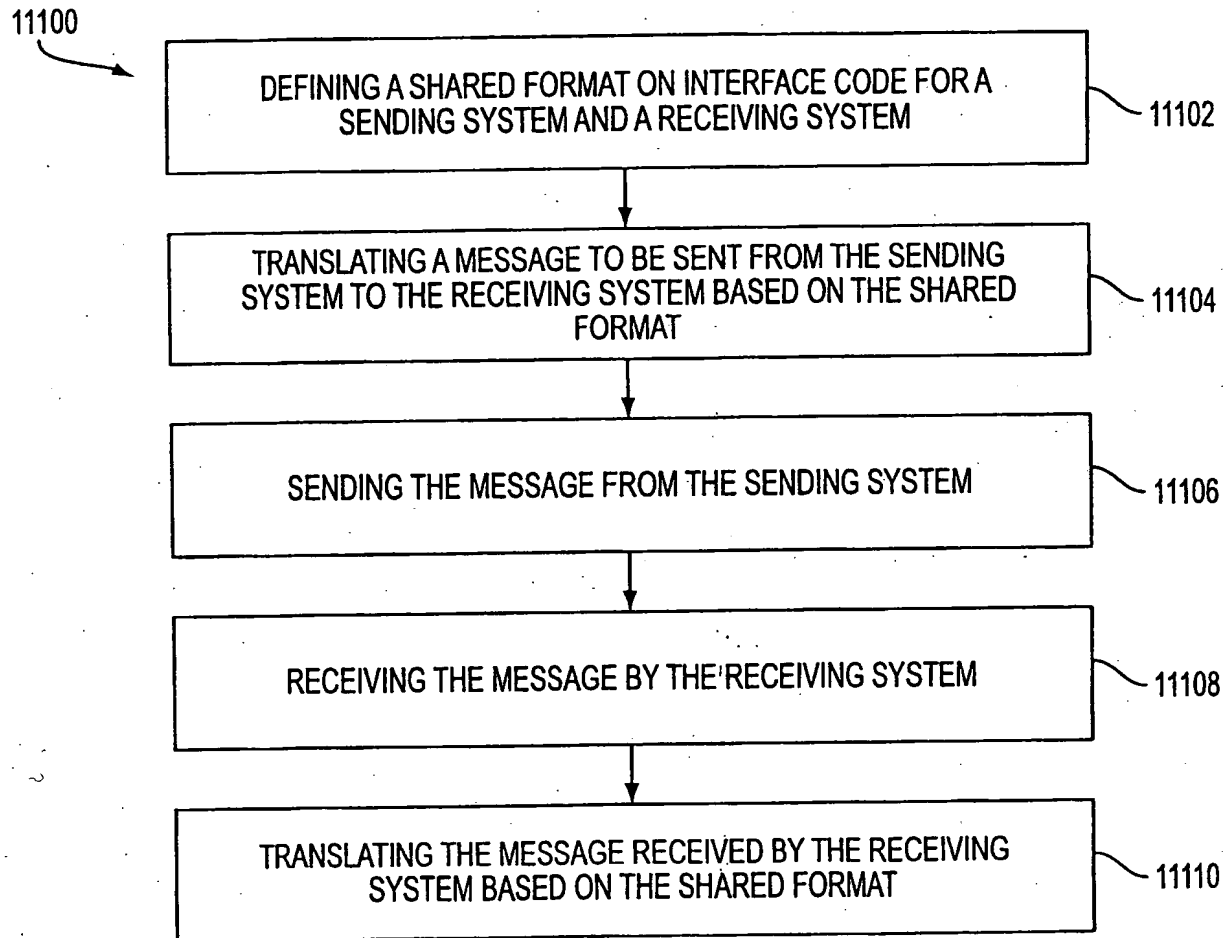 11100
DEFINING A SHARED FORMAT ON INTERFACE CODE FOR A
SENDING SYSTEM AND A RECEIVING SYSTEM
11102
TRANSLATING A MESSAGE TO BE SENT FROM THE SENDING
SYSTEM TO THE RECEIVING SYSTEM BASED ON THE SHARED
FORMAT
11104
SENDING THE MESSAGE FROM THE SENDING SYSTEM
11106
RECEIVING THE MESSAGE BY THE RECEIVING SYSTEM
11108
TRANSLATING THE MESSAGE RECEIVED BY THE RECEIVING
SYSTEM BASED ON THE SHARED FORMAT
11110